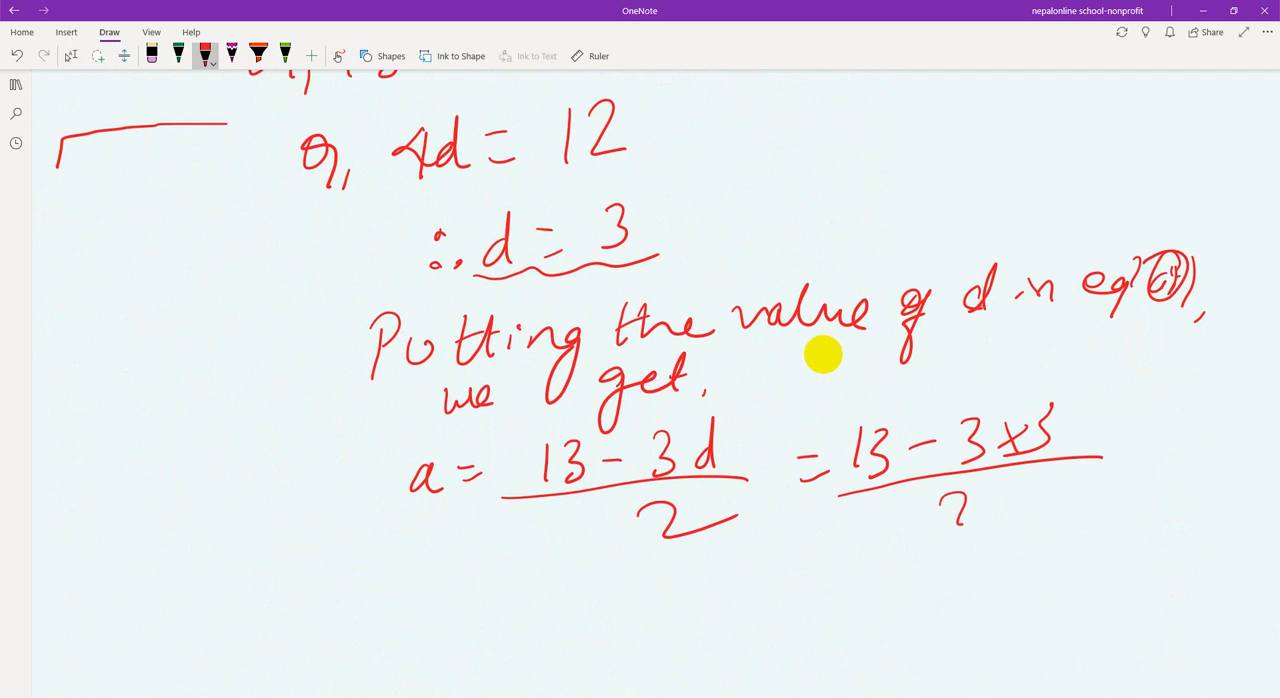 OneNote
nepalonline school-nonprofit
Home Insert Draw View Help
Shapes Ink to Shape Ink to Text Ruler Share
or, 4d = 12
∴ d = 3
Putting the value of d in eqⁿ
we get,
a = 13 - 3d / 2 = 13 - 3×3 / 2